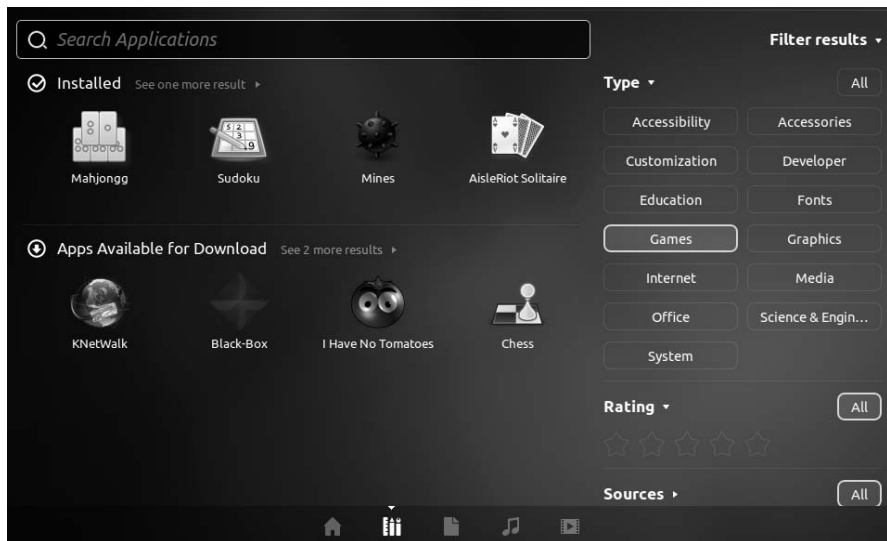 Search Applications
Filter results
Installed See one more result
Mahjongg Sudoku Mines AisleRiot Solitaire
Apps Available for Download See 2 more results
KNetWalk Black-Box I Have No Tomatoes Chess
Type All
Accessibility Accessories
Customization Developer
Education Fonts
Games Graphics
Internet Media
Office Science & Engin...
System
Rating All
Sources All